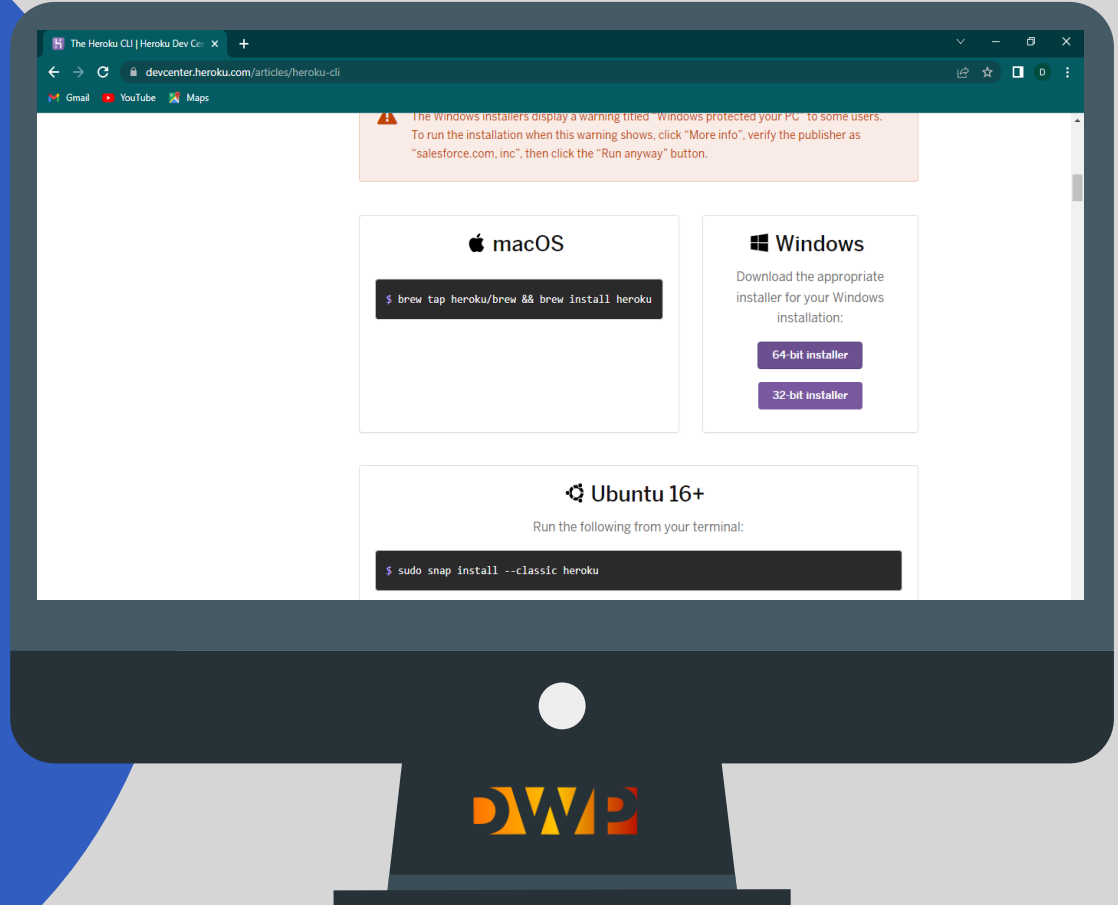 The Heroku CLI | Heroku Dev Cen
devcenter.heroku.com/articles/heroku-cli
D
Gmail YouTube Maps
The Windows installers display a warning titled "Windows protected your PC" to some users.
To run the installation when this warning shows, click "More info", verify the publisher as
"salesforce.com, inc", then click the "Run anyway" button.
macOS
$ brew tap heroku/brew && brew install heroku
Windows
Download the appropriate
installer for your Windows
installation:
64-bit installer
32-bit installer
Ubuntu 16+
Run the following from your terminal:
$ sudo snap install --classic heroku
DWP